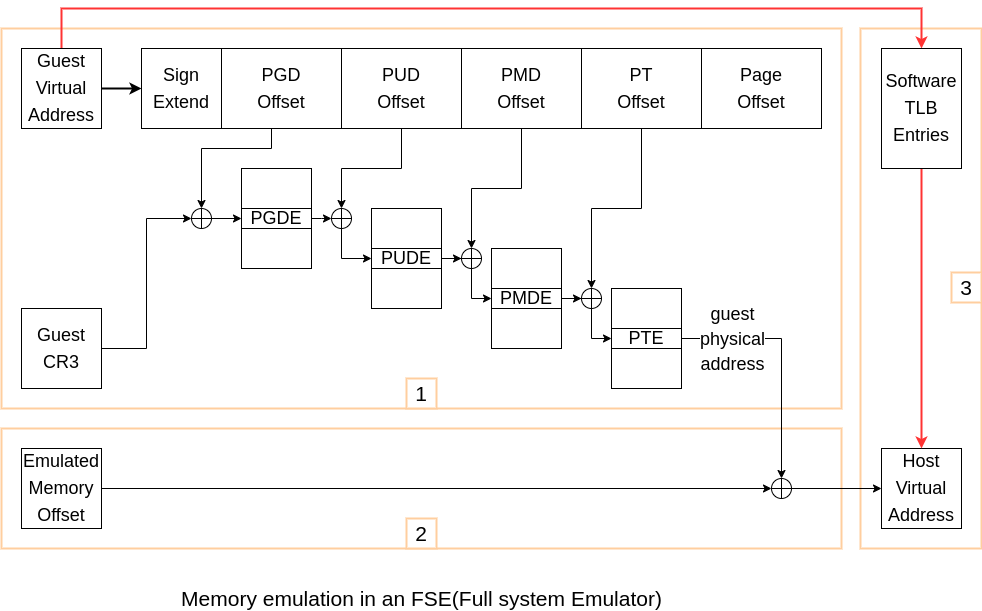 Guest
Virtual
Address
Sign
Extend
PGD
Offset
PUD
Offset
PMD
Offset
PT
Offset
Page
Offset
Software
TLB
Entries
PGDE
PUDE
PMDE
PTE
guest
physical
address
Guest
CR3
1
3
Emulated
Memory
Offset
2
Host
Virtual
Address
Memory emulation in an FSE(Full system Emulator)